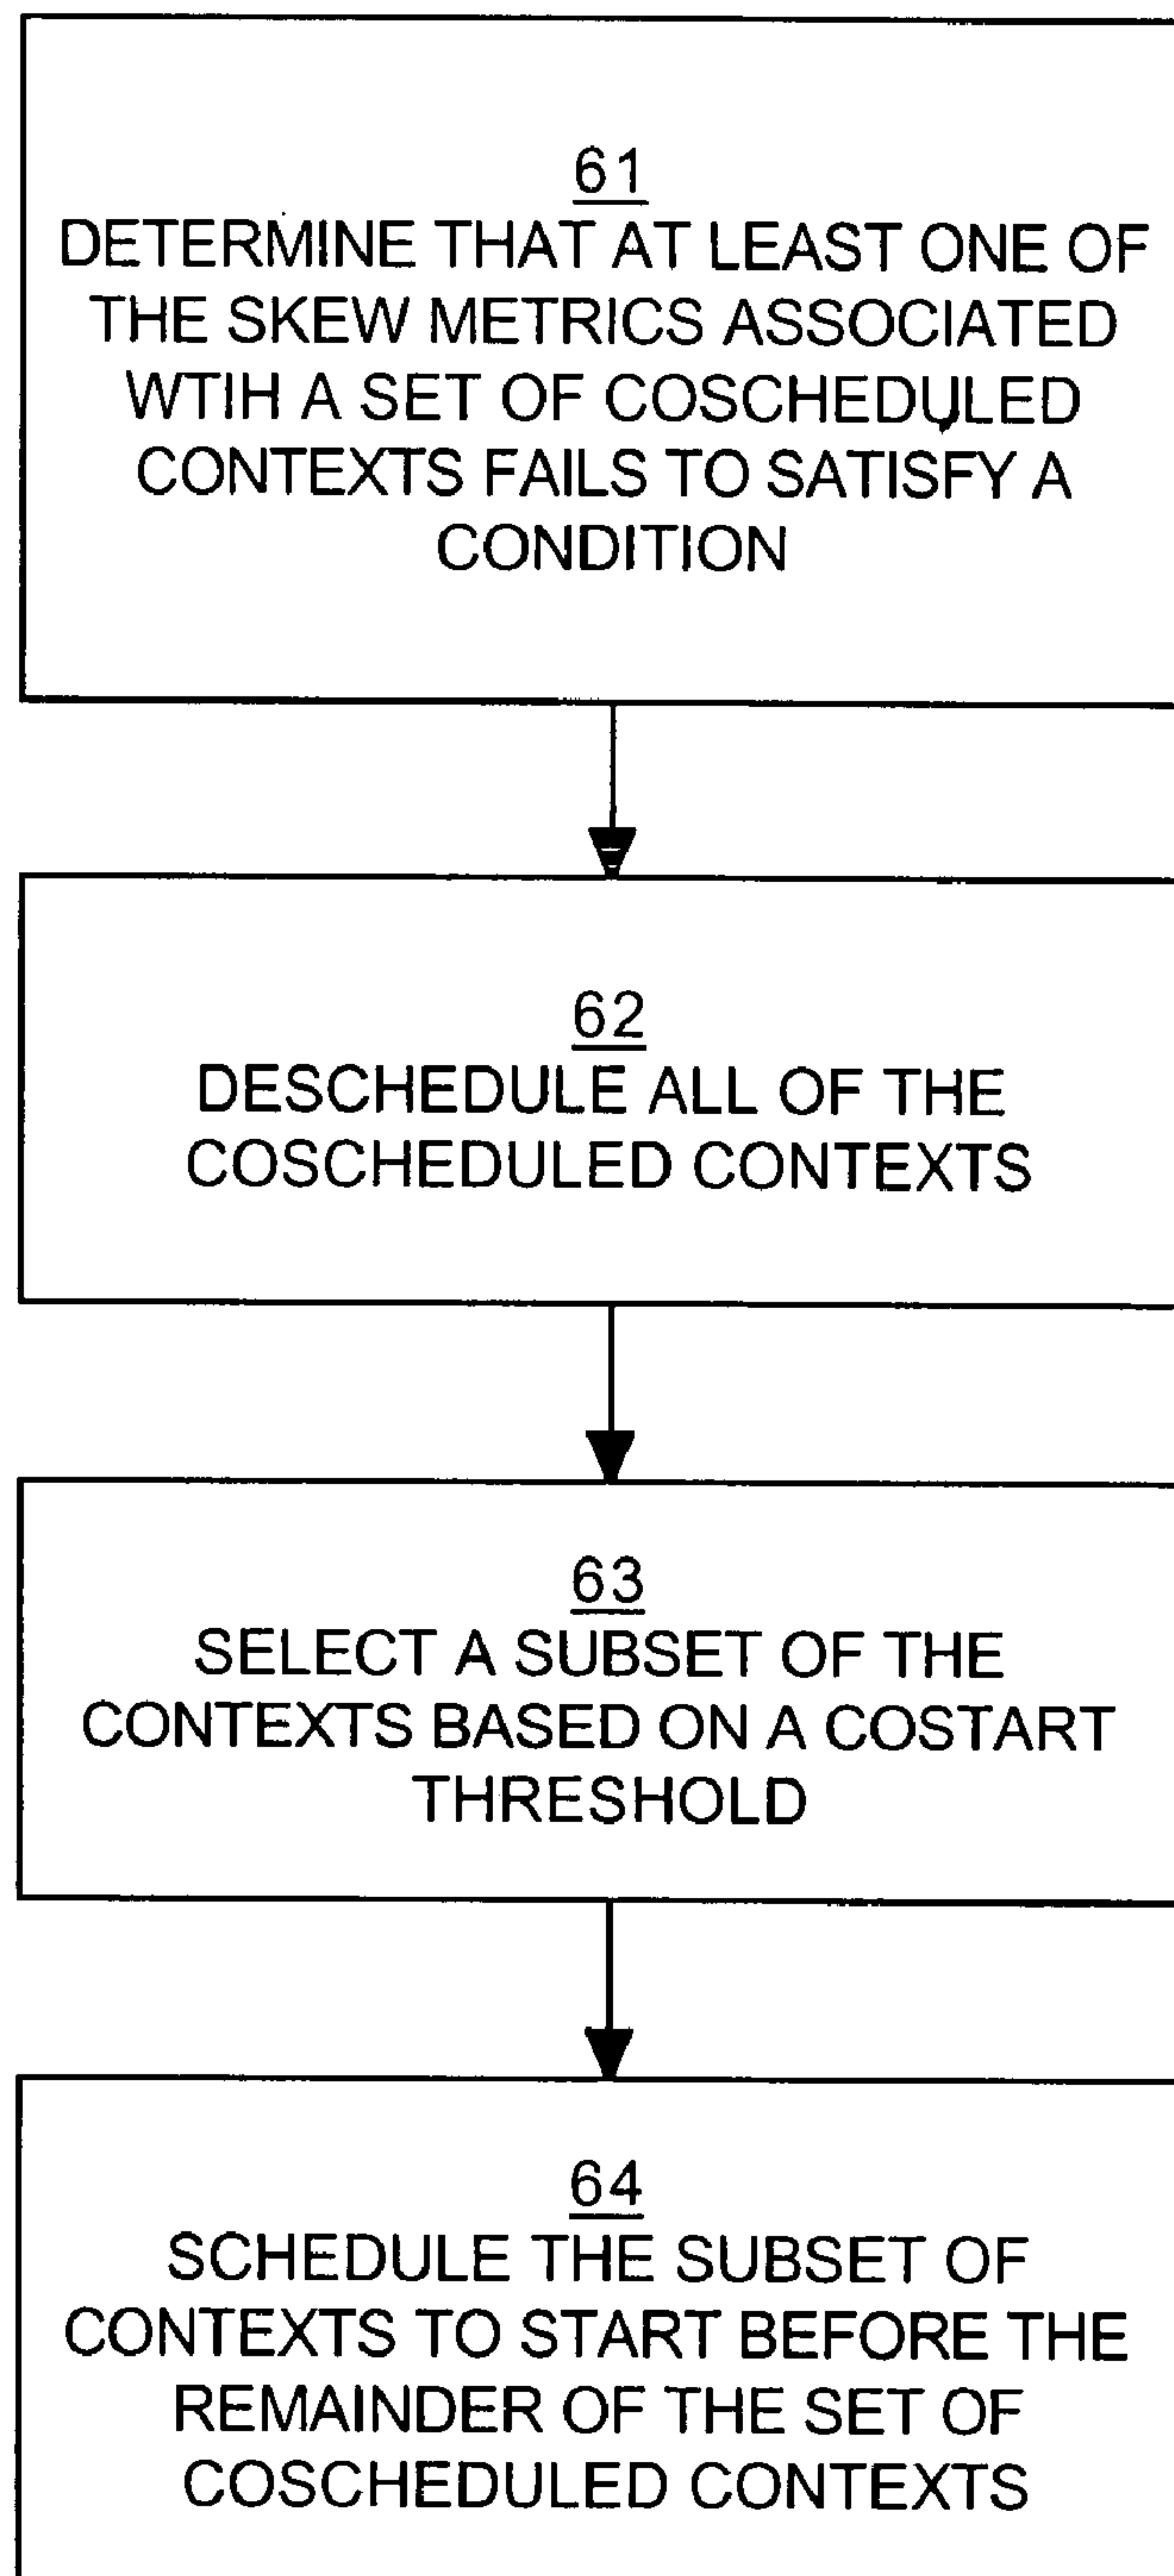 61
DETERMINE THAT AT LEAST ONE OF
THE SKEW METRICS ASSOCIATED
WTIH A SET OF COSCHEDULED
CONTEXTS FAILS TO SATISFY A
CONDITION
62
DESCHEDULE ALL OF THE
COSCHEDULED CONTEXTS
63
SELECT A SUBSET OF THE
CONTEXTS BASED ON A COSTART
THRESHOLD
64
SCHEDULE THE SUBSET OF
CONTEXTS TO START BEFORE THE
REMAINDER OF THE SET OF
COSCHEDULED CONTEXTS